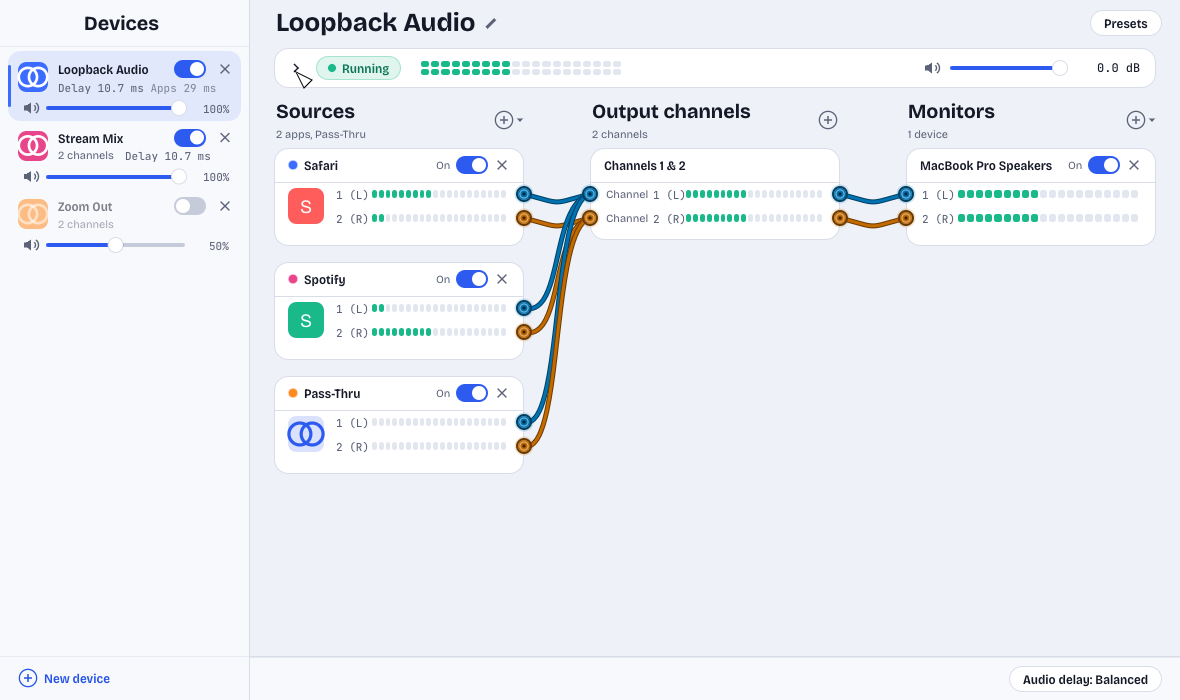 Devices
Loopback Audio
Delay 10.7 ms Apps 29 ms
100%
Stream Mix
2 channels Delay 10.7 ms
100%
Zoom Out
2 channels
50%
New device
Loopback Audio
Presets
Running
0.0 dB
Sources
2 apps, Pass-Thru
Safari On
S
1 (L)
2 (R)
Spotify On
S
1 (L)
2 (R)
Pass-Thru On
1 (L)
2 (R)
Output channels
2 channels
Channels 1 & 2
Channel 1 (L)
Channel 2 (R)
Monitors
1 device
MacBook Pro Speakers On
1 (L)
2 (R)
Audio delay: Balanced